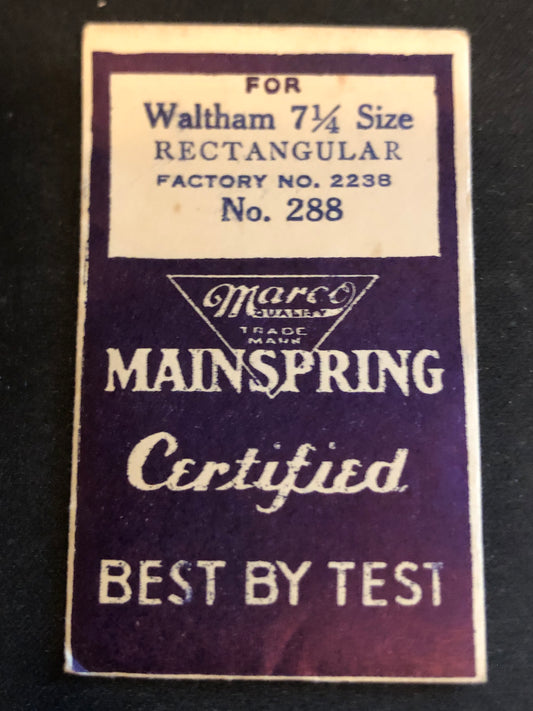 FOR
Waltham 7¼ Size
RECTANGULAR
FACTORY NO. 2238
No. 288
Marco
QUALITY
TRADE
MARK
MAINSPRING
Certified
BEST BY TEST